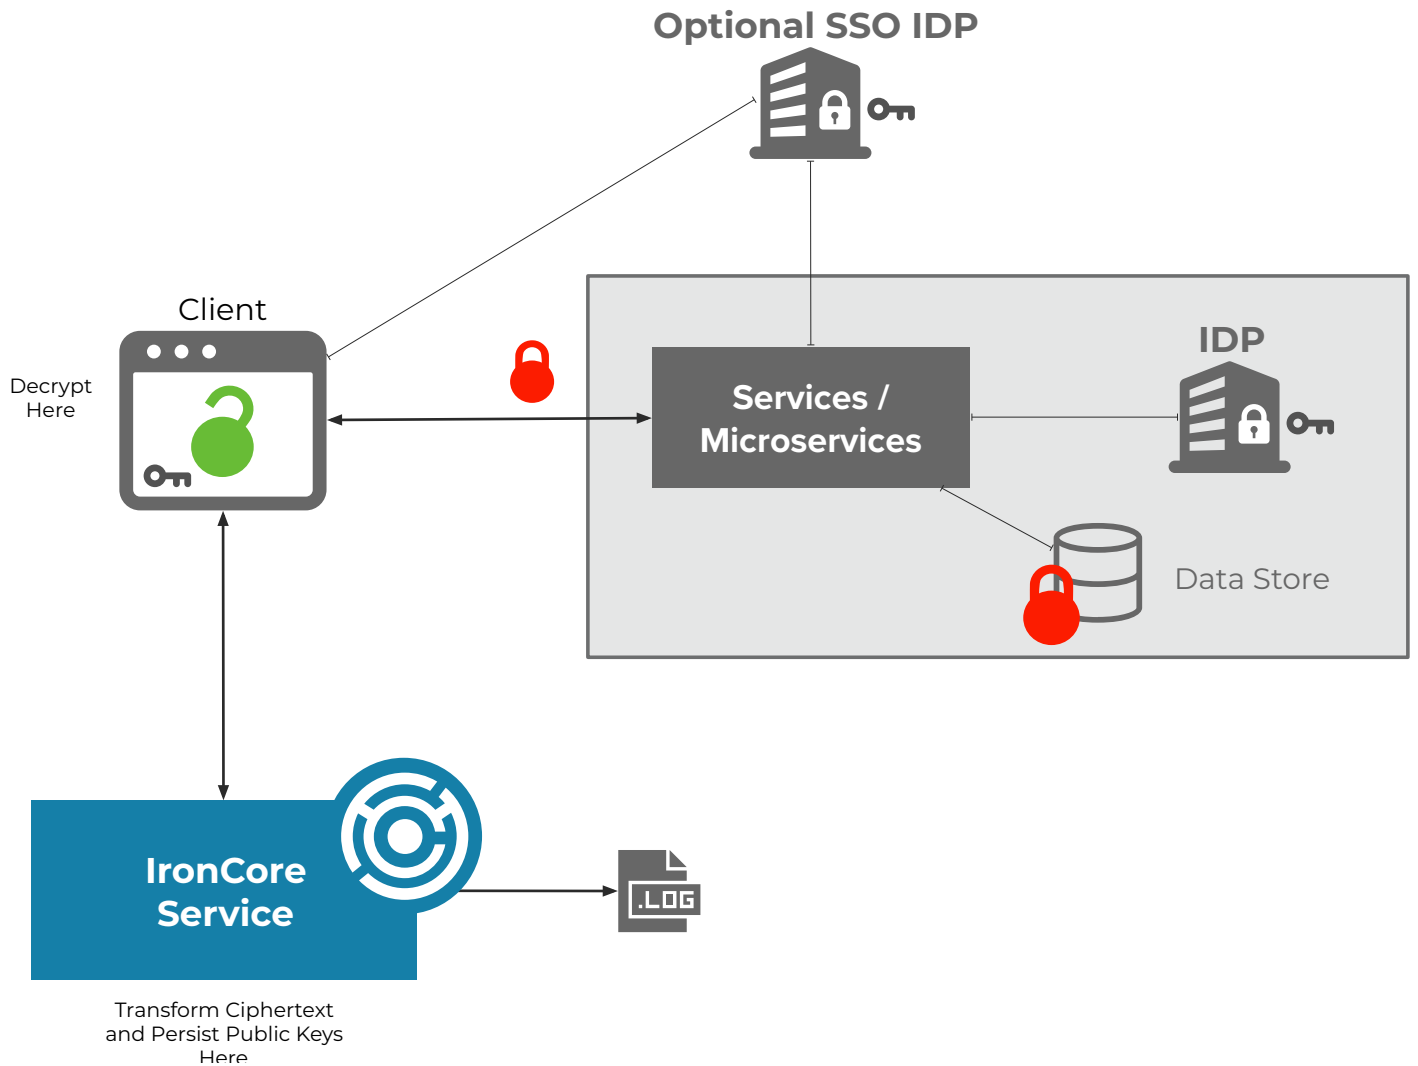 Optional SSO IDP
Client
Decrypt
Here
IDP
Services /
Microservices
Data Store
IronCore
Service
.LOG
Transform Ciphertext
and Persist Public Keys
Here